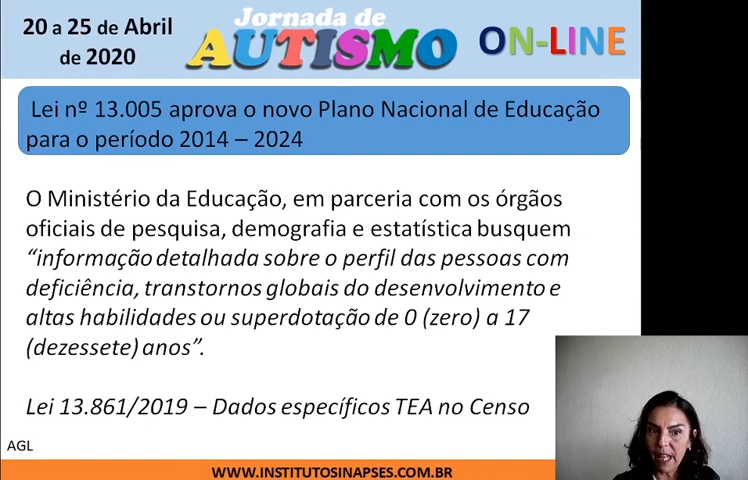 20 a 25 de Abril
de 2020
Jornada de
AUTISMO
ON-LINE
Lei nº 13.005 aprova o novo Plano Nacional de Educação
para o período 2014 – 2024
O Ministério da Educação, em parceria com os órgãos
oficiais de pesquisa, demografia e estatística busquem
“informação detalhada sobre o perfil das pessoas com
deficiência, transtornos globais do desenvolvimento e
altas habilidades ou superdotação de 0 (zero) a 17
(dezessete) anos”.
Lei 13.861/2019 – Dados específicos TEA no Censo
AGL
WWW.INSTITUTOSINAPSES.COM.BR